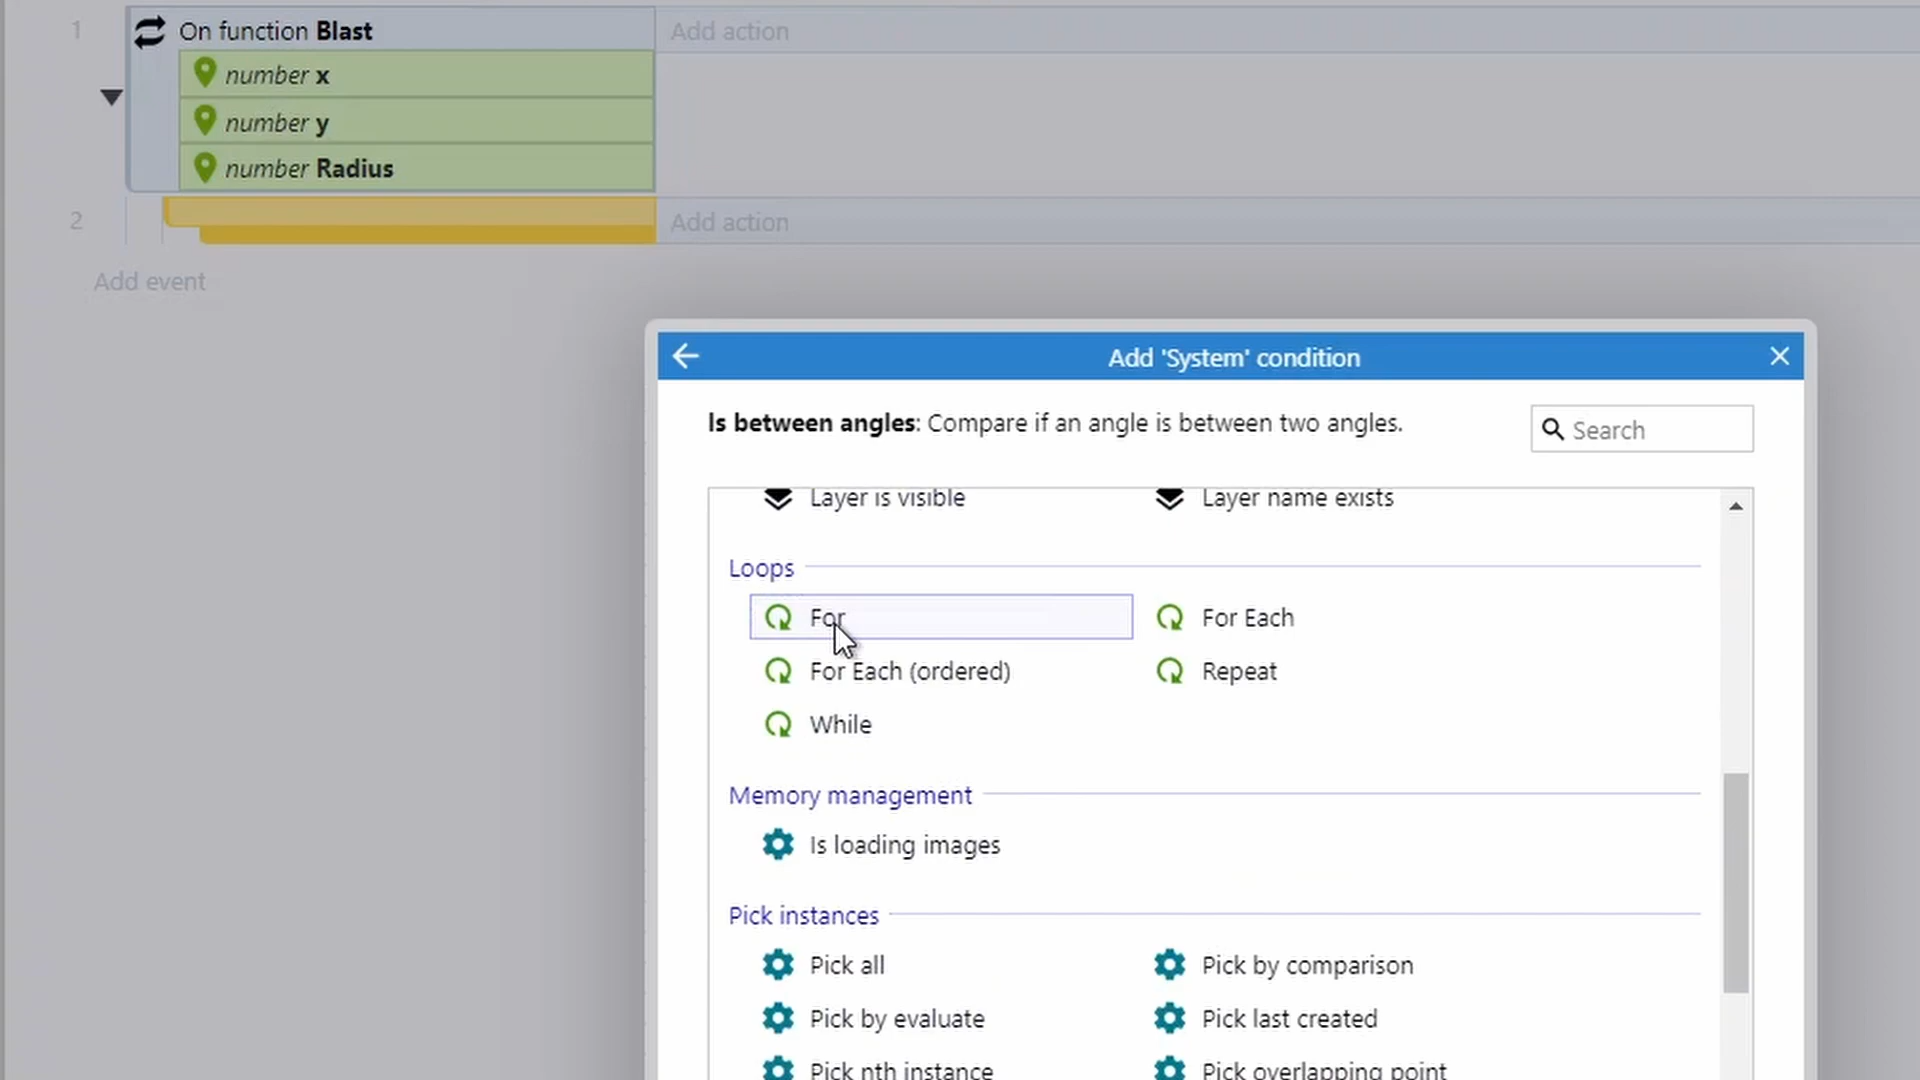 1
On function Blast
Add action
number x
number y
number Radius
2
Add action
Add event
Add 'System' condition
Is between angles: Compare if an angle is between two angles.
Search
Layer is visible
Layer name exists
Loops
For
For Each
For Each (ordered)
Repeat
While
Memory management
Is loading images
Pick instances
Pick all
Pick by comparison
Pick by evaluate
Pick last created
Pick nth instance
Pick overlapping point